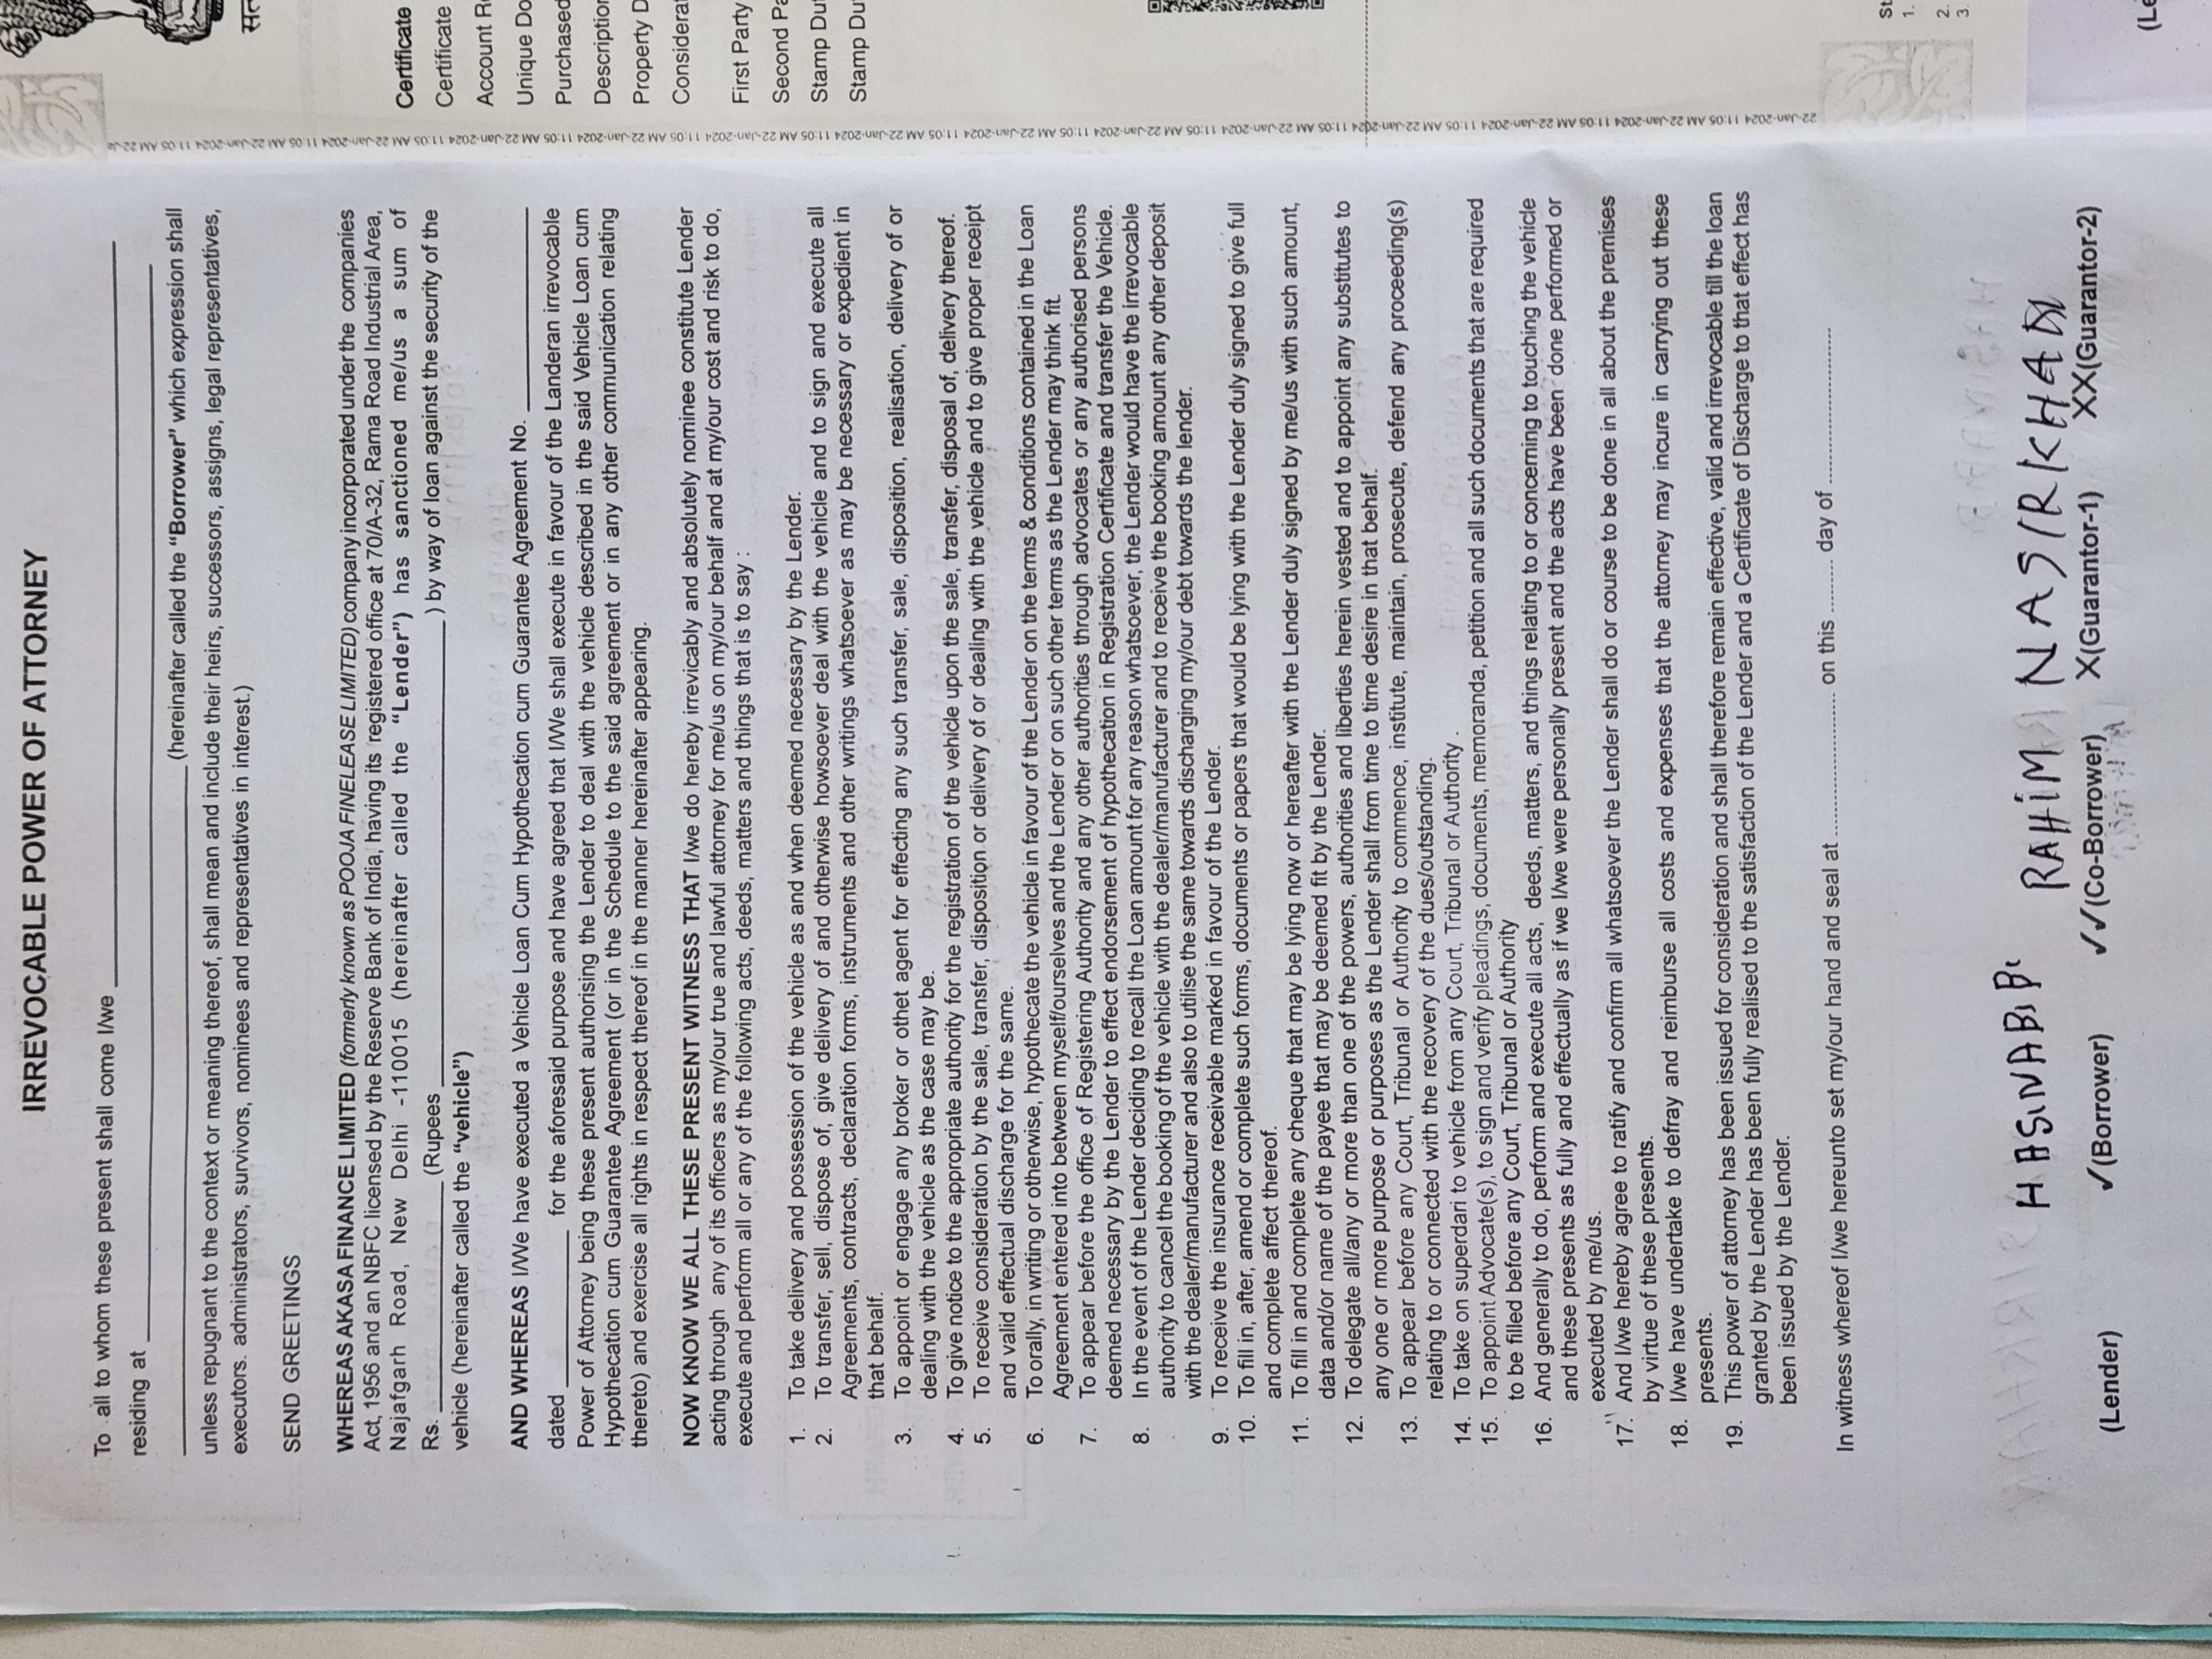 IRREVOCABLE POWER OF ATTORNEY
To all to whom these present shall come I/we
residing at
(hereinafter called the “Borrower” which expression shall
unless repugnant to the context or meaning thereof, shall mean and include their heirs, successors, assigns, legal representatives,
executors. administrators, survivors, nominees and representatives in interest.)
SEND GREETINGS
WHEREAS AKASA FINANCE LIMITED (formerly known as POOJA FINELEASE LIMITED) company incorporated under the companies
Act, 1956 and an NBFC licensed by the Reserve Bank of India, having its registered office at 70/A-32, Rama Road Industrial Area,
Najafgarh Road, New Delhi -110015 (hereinafter called the “Lender”) has sanctioned me/us a sum of
Rs. (Rupees ) by way of loan against the security of the
vehicle (hereinafter called the “vehicle”)
AND WHEREAS I/We have executed a Vehicle Loan Cum Hypothecation cum Guarantee Agreement No.
dated for the aforesaid purpose and have agreed that I/We shall execute in favour of the Landeran irrevocable
Power of Attorney being these present authorising the Lender to deal with the vehicle described in the said Vehicle Loan cum
Hypothecation cum Guarantee Agreement (or in the Schedule to the said agreement or in any other communication relating
thereto) and exercise all rights in respect thereof in the manner hereinafter appearing.
NOW KNOW WE ALL THESE PRESENT WITNESS THAT I/we do hereby irrevicably and absolutely nominee constitute Lender
acting through any of its officers as my/our true and lawful attorney for me/us on my/our behalf and at my/our cost and risk to do,
execute and perform all or any of the following acts, deeds, matters and things that is to say :
1. To take delivery and possession of the vehicle as and when deemed necessary by the Lender.
2. To transfer, sell, dispose of, give delivery of and otherwise howsoever deal with the vehicle and to sign and execute all
Agreements, contracts, declaration forms, instruments and other writings whatsoever as may be necessary or expedient in
that behalf.
3. To appoint or engage any broker or othet agent for effecting any such transfer, sale, disposition, realisation, delivery of or
dealing with the vehicle as the case may be.
4. To give notice to the appropriate authority for the registration of the vehicle upon the sale, transfer, disposal of, delivery thereof.
5. To receive consideration by the sale, transfer, disposition or delivery of or dealing with the vehicle and to give proper receipt
and valid effectual discharge for the same.
6. To orally, in writing or otherwise, hypothecate the vehicle in favour of the Lender on the terms & conditions contained in the Loan
Agreement entered into between myself/ourselves and the Lender or on such other terms as the Lender may think fit.
7. To appear before the office of Registering Authority and any other authorities through advocates or any authorised persons
deemed necessary by the Lender to effect endorsement of hypothecation in Registration Certificate and transfer the Vehicle.
8. In the event of the Lender deciding to recall the Loan amount for any reason whatsoever, the Lender would have the irrevocable
authority to cancel the booking of the vehicle with the dealer/manufacturer and to receive the booking amount any other deposit
with the dealer/manufacturer and also to utilise the same towards discharging my/our debt towards the lender.
9. To receive the insurance receivable marked in favour of the Lender.
10. To fill in, after, amend or complete such forms, documents or papers that would be lying with the Lender duly signed to give full
and complete affect thereof.
11. To fill in and complete any cheque that may be lying now or hereafter with the Lender duly signed by me/us with such amount,
data and/or name of the payee that may be deemed fit by the Lender.
12. To delegate all/any or more than one of the powers, authorities and liberties herein vested and to appoint any substitutes to
any one or more purpose or purposes as the Lender shall from time to time desire in that behalf.
13. To appear before any Court, Tribunal or Authority to commence, institute, maintain, prosecute, defend any proceeding(s)
relating to or connected with the recovery of the dues/outstanding.
14. To take on superdari to vehicle from any Court, Tribunal or Authority .
15. To appoint Advocate(s), to sign and verify pleadings, documents, memoranda, petition and all such documents that are required
to be filled before any Court, Tribunal or Authority
16. And generally to do, perform and execute all acts, deeds, matters, and things relating to or concerning to touching the vehicle
and these presents as fully and effectually as if we I/we were personally present and the acts have been done performed or
executed by me/us.
17. And I/we hereby agree to ratify and confirm all whatsoever the Lender shall do or course to be done in all about the premises
by virtue of these presents.
18. I/we have undertake to defray and reimburse all costs and expenses that the attorney may incure in carrying out these
presents.
19. This power of attorney has been issued for consideration and shall therefore remain effective, valid and irrevocable till the loan
granted by the Lender has been fully realised to the satisfaction of the Lender and a Certificate of Discharge to that effect has
been issued by the Lender.
In witness whereof I/we hereunto set my/our hand and seal at ........................ on this ......... day of ..........................
HASINABIBI RAHIM NASIRKHAN
(Lender) ✓(Borrower) ✓✓(Co-Borrower) X(Guarantor-1) XX(Guarantor-2)
22-Jan-2024 11:05 AM
Certificate
Certificate
Account
Unique
Purchased
First Party
Second
Stamp
Stamp
1.
2.
3.